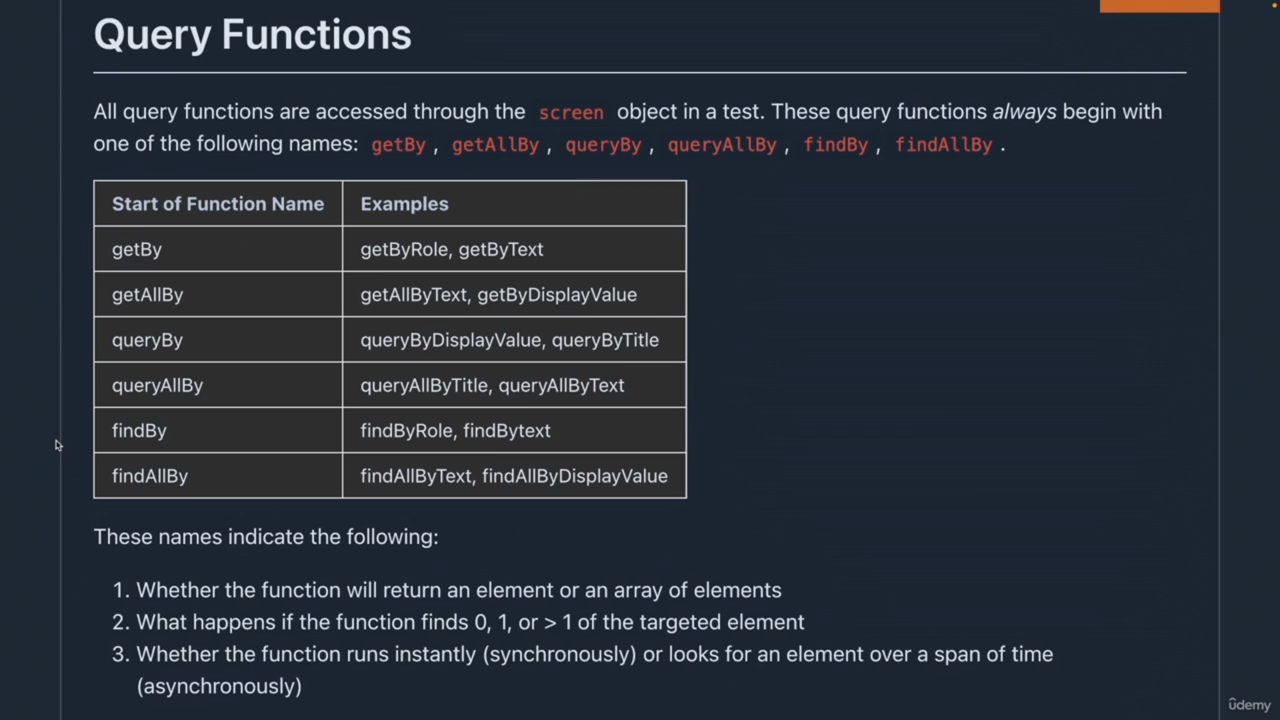 Query Functions
All query functions are accessed through the screen object in a test. These query functions always begin with
one of the following names: getBy , getAllBy , queryBy , queryAllBy , findBy , findAllBy .
Start of Function Name Examples
getBy getByRole, getByText
getAllBy getAllByText, getByDisplayValue
queryBy queryByDisplayValue, queryByTitle
queryAllBy queryAllByTitle, queryAllByText
findBy findByRole, findBytext
findAllBy findAllByText, findAllByDisplayValue
These names indicate the following:
1. Whether the function will return an element or an array of elements
2. What happens if the function finds 0, 1, or > 1 of the targeted element
3. Whether the function runs instantly (synchronously) or looks for an element over a span of time
(asynchronously)
ûdemy